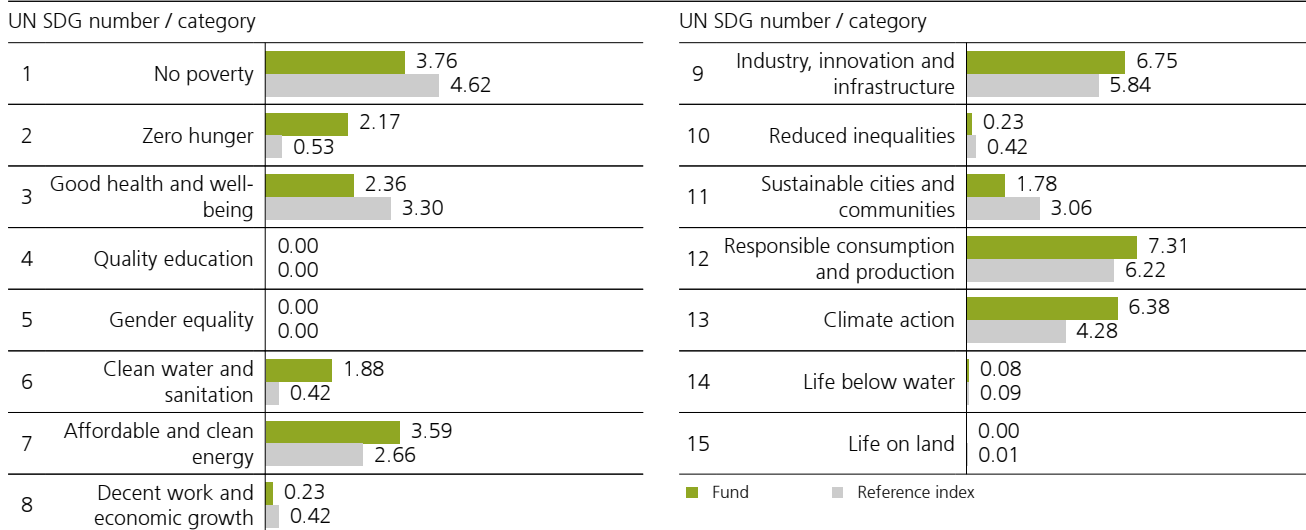 UN SDG number / category
1 No poverty 3.76
4.62
2 Zero hunger 2.17
0.53
3 Good health and well-
being 2.36
3.30
4 Quality education 0.00
0.00
5 Gender equality 0.00
0.00
6 Clean water and
sanitation 1.88
0.42
7 Affordable and clean
energy 3.59
2.66
8 Decent work and
economic growth 0.23
0.42
UN SDG number / category
9 Industry, innovation and
infrastructure 6.75
5.84
10 Reduced inequalities 0.23
0.42
11 Sustainable cities and
communities 1.78
3.06
12 Responsible consumption
and production 7.31
6.22
13 Climate action 6.38
4.28
14 Life below water 0.08
0.09
15 Life on land 0.00
0.01
Fund Reference index